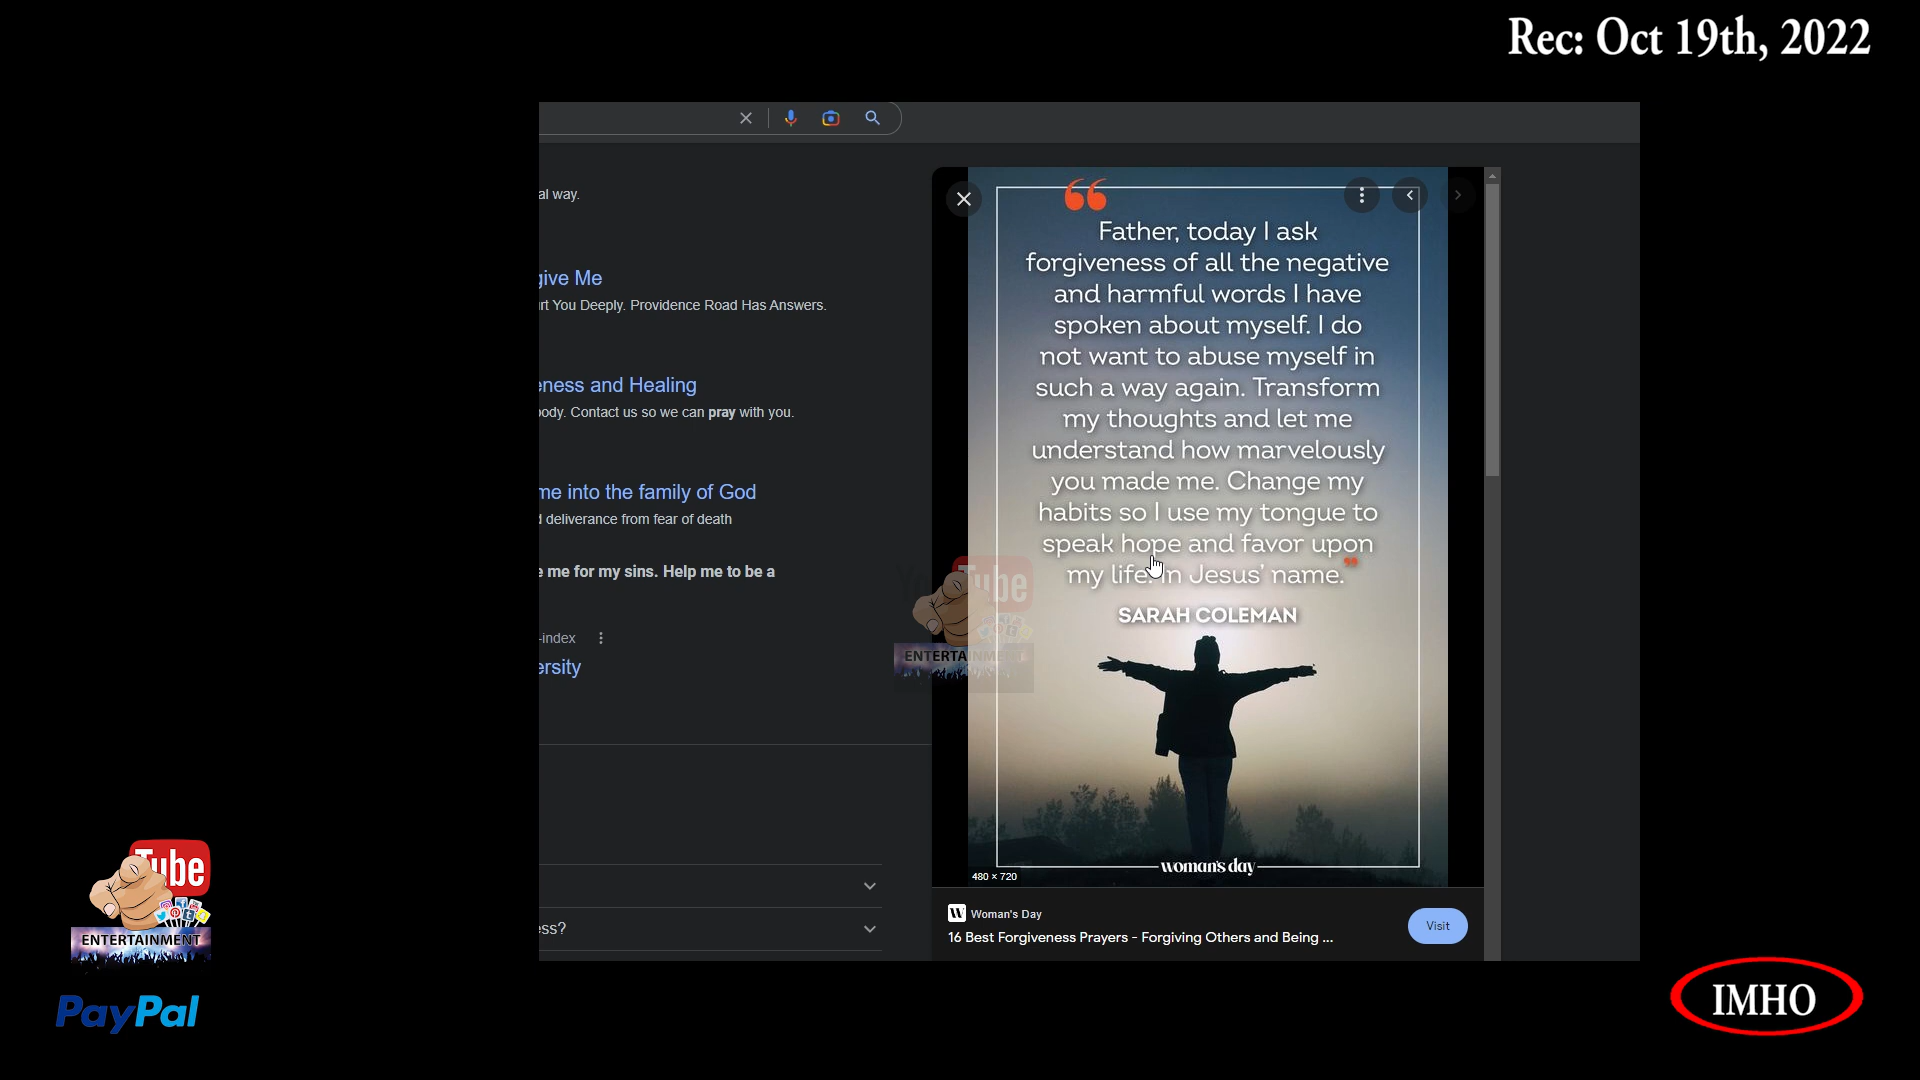 Rec: Oct 19th, 2022
al way.
give Me
rt You Deeply. Providence Road Has Answers.
eness and Healing
body. Contact us so we can pray with you.
me into the family of God
d deliverance from fear of death
e me for my sins. Help me to be a
-index
ersity
ess?
“
Father, today I ask
forgiveness of all the negative
and harmful words I have
spoken about myself. I do
not want to abuse myself in
such a way again. Transform
my thoughts and let me
understand how marvelously
you made me. Change my
habits so I use my tongue to
speak hope and favor upon
my life. In Jesus’ name.”
SARAH COLEMAN
woman's day
480 × 720
W Woman's Day
16 Best Forgiveness Prayers - Forgiving Others and Being ...
Visit
YouTube
ENTERTAINMENT
Tube
ENTERTAINMENT
PayPal
IMHO